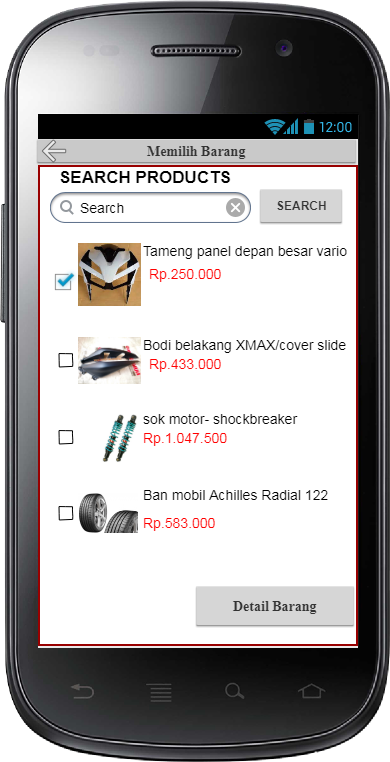 12:00
Memilih Barang
SEARCH PRODUCTS
Search
SEARCH
Tameng panel depan besar vario
Rp.250.000
Bodi belakang XMAX/cover slide
Rp.433.000
sok motor- shockbreaker
Rp.1.047.500
Ban mobil Achilles Radial 122
Rp.583.000
Detail Barang